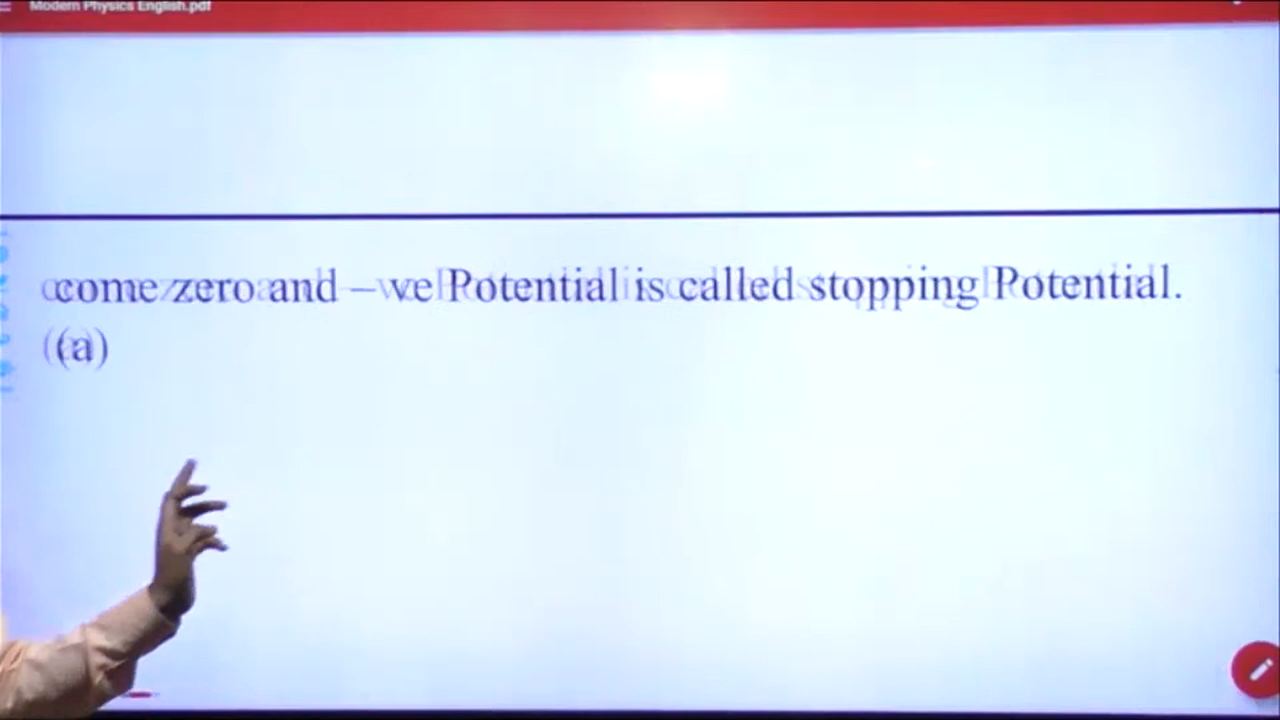 Modern Physics English.pdf
come zero and –ve Potential is called stopping Potential.
(a)